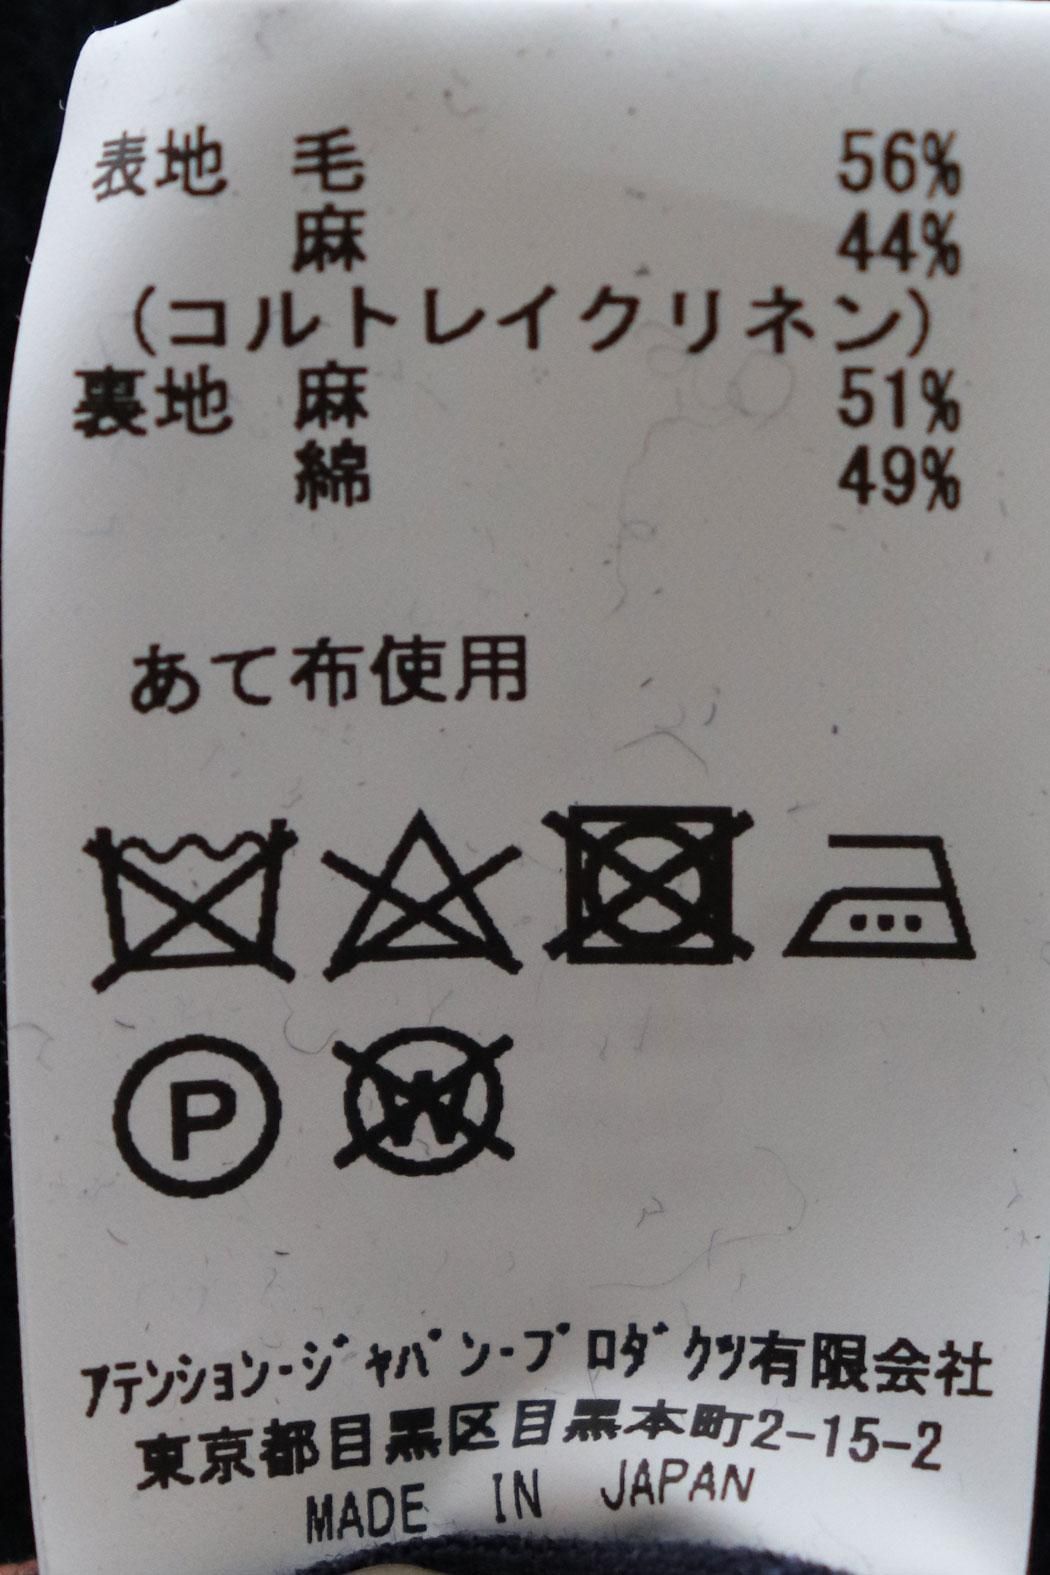 表地 毛 56%
麻 44%
(コルトレイクリネン)
裏地 麻 51%
綿 49%
あて布使用
P
W
ｱﾃﾝｼｮﾝ-ｼﾞｬﾊﾟﾝ-ﾌﾟﾛﾀﾞｸﾂ有限会社
東京都目黒区目黒本町2-15-2
MADE IN JAPAN